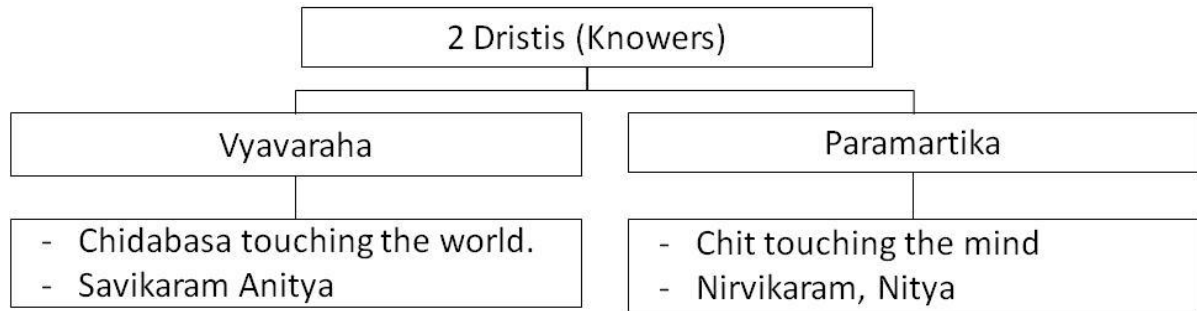 2 Dristis (Knowers)
Vyavaraha
Paramartika
- Chidabasa touching the world.
- Savikaram Anitya
- Chit touching the mind
- Nirvikaram, Nitya